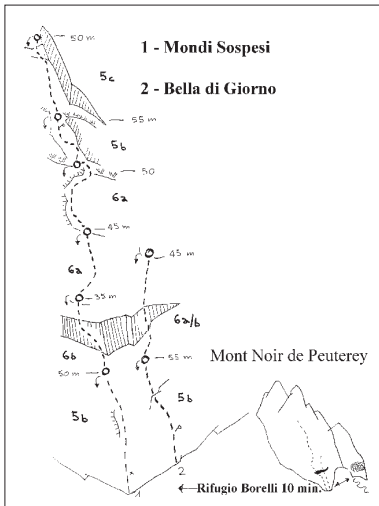 50 m
1 - Mondi Sospesi
5c
2 - Bella di Giorno
55 m
5b
50
6a
45 m
45 m
6a
35 m
6a/b
6b
55 m
Mont Noir de Peuterey
50 m
5b
5b
1
2
←Rifugio Borelli 10 min.